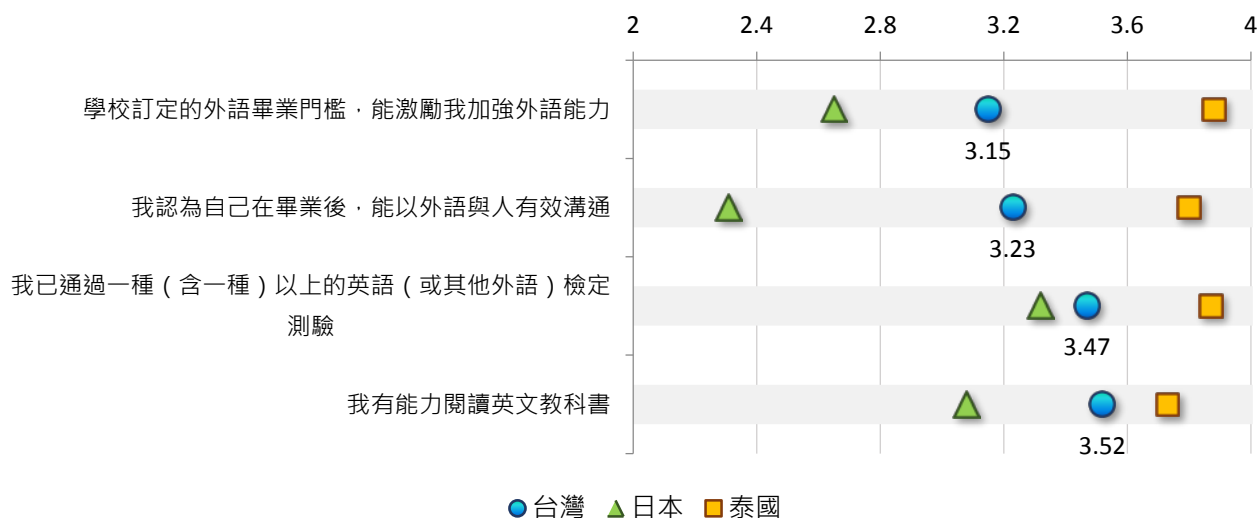 2 2.4 2.8 3.2 3.6 4
學校訂定的外語畢業門檻，能激勵我加強外語能力
3.15
我認為自己在畢業後，能以外語與人有效溝通
3.23
我已通過一種（含一種）以上的英語（或其他外語）檢定
測驗
3.47
我有能力閱讀英文教科書
3.52
台灣 日本 泰國